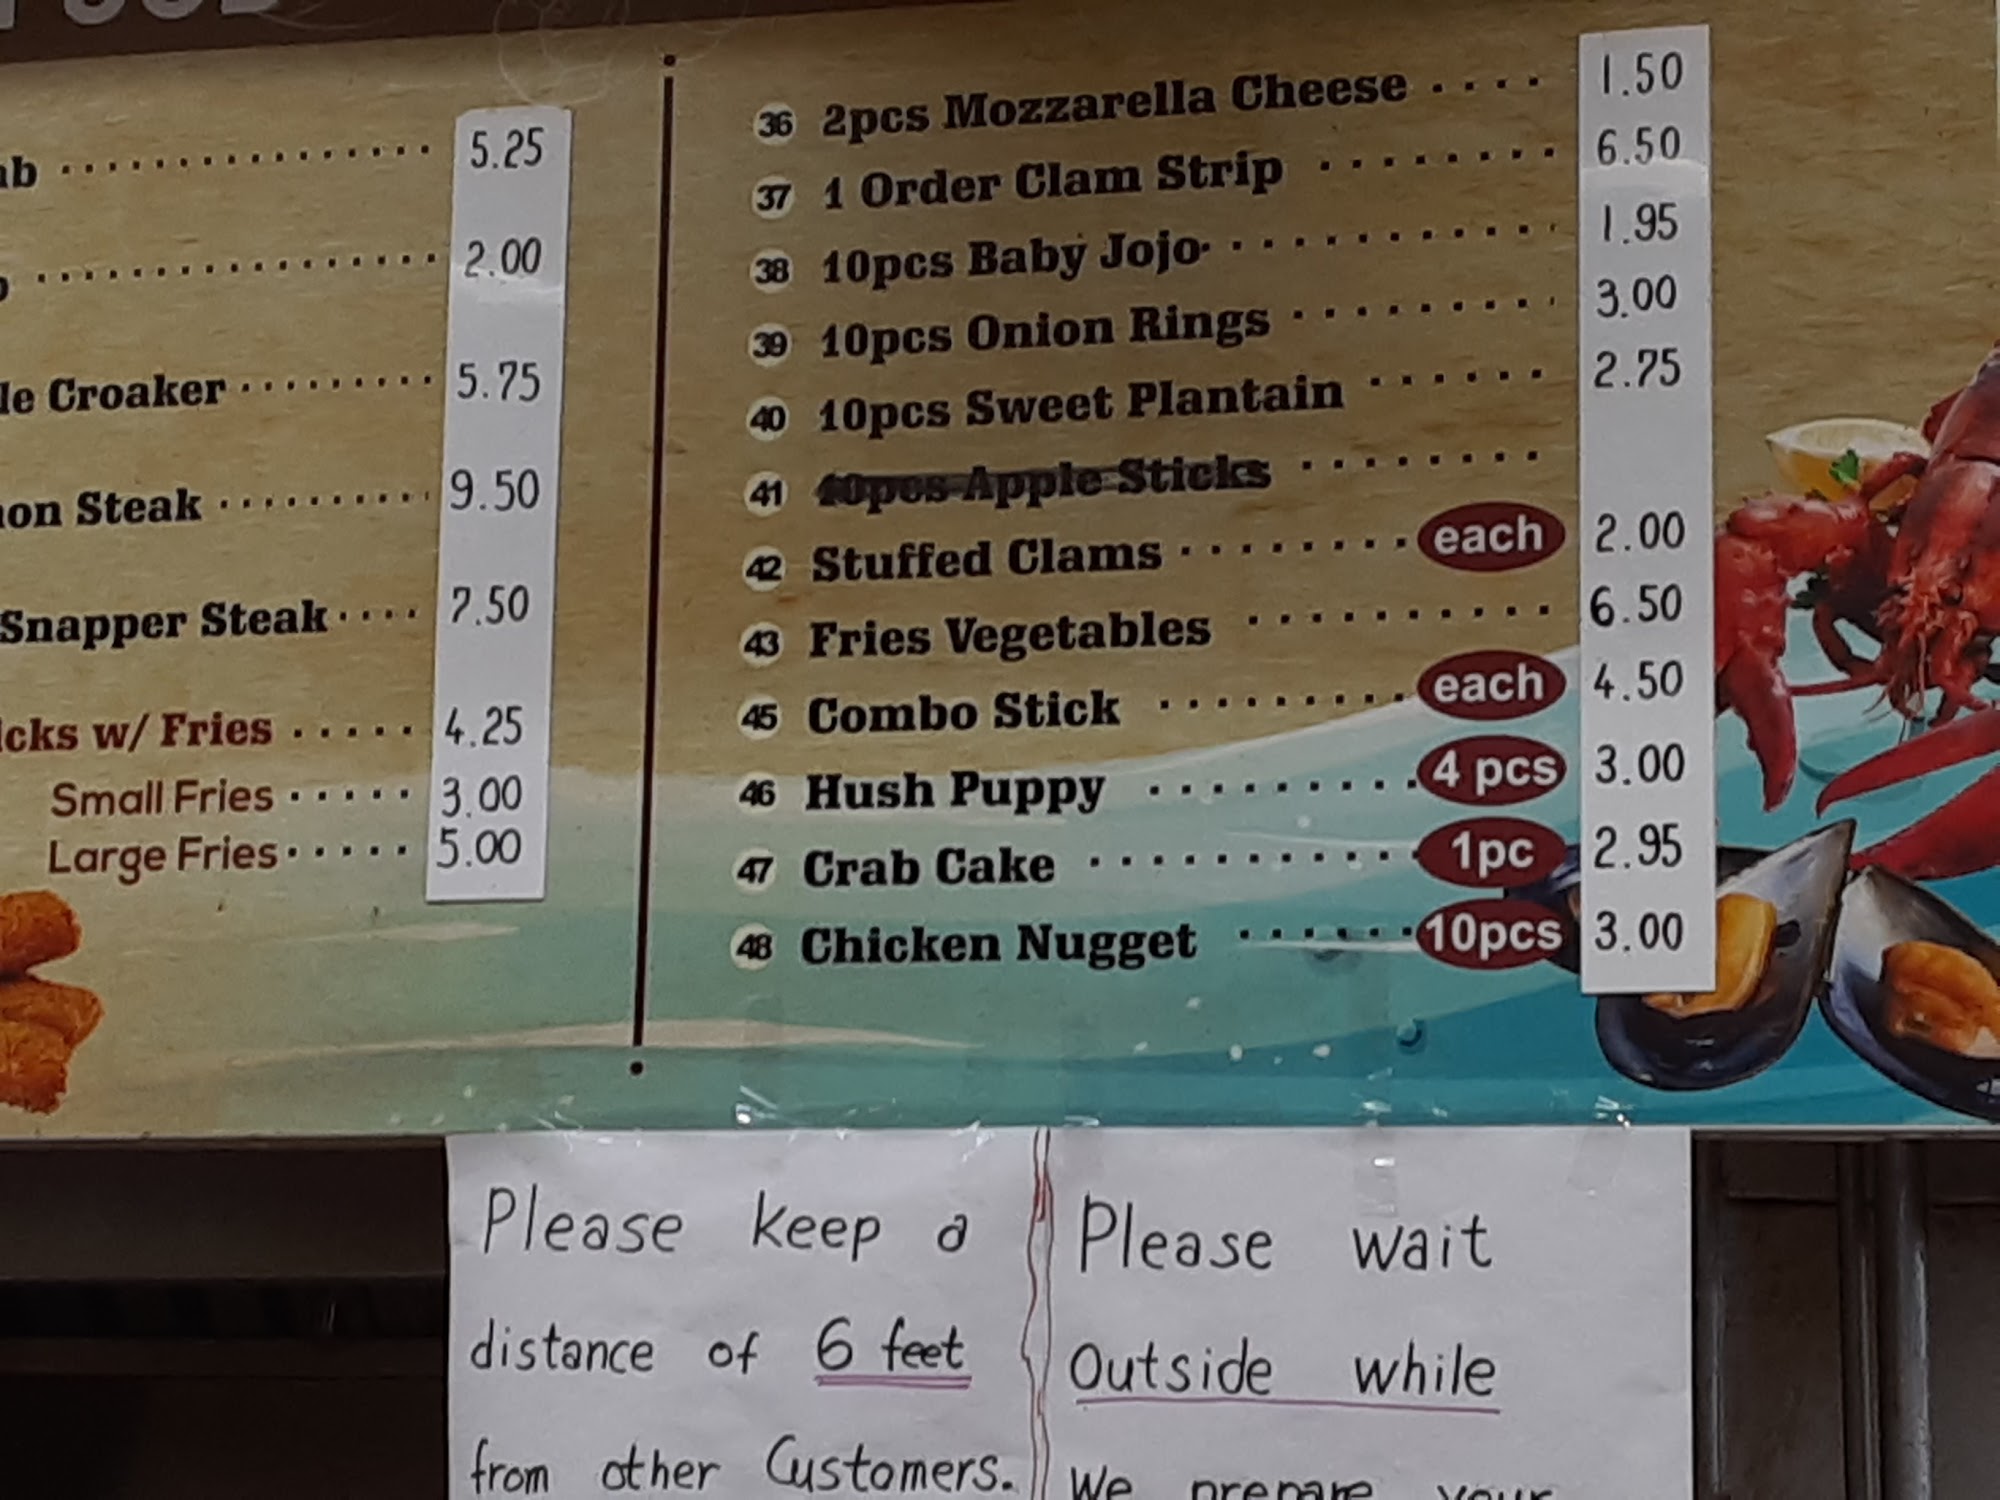 5.25
2.00
Croaker ········· 5.75
Steak ·········· 9.50
Snapper Steak ···· 7.50
w/ Fries ····· 4.25
Small Fries ····· 3.00
Large Fries ····· 5.00
36 2pcs Mozzarella Cheese .... 1.50
37 1 Order Clam Strip ········ 6.50
38 10pcs Baby Jojo ··········· 1.95
39 10pcs Onion Rings ········· 3.00
40 10pcs Sweet Plantain ······ 2.75
41 10pcs Apple Sticks ········
42 Stuffed Clams ········ each 2.00
43 Fries Vegetables ·········· 6.50
45 Combo Stick ········· each 4.50
46 Hush Puppy ·········· 4 pcs 3.00
47 Crab Cake ············ 1pc 2.95
48 Chicken Nugget ······· 10pcs 3.00
Please keep a
distance of 6 feet
from other Customers.
Please wait
Outside while
We prepare your